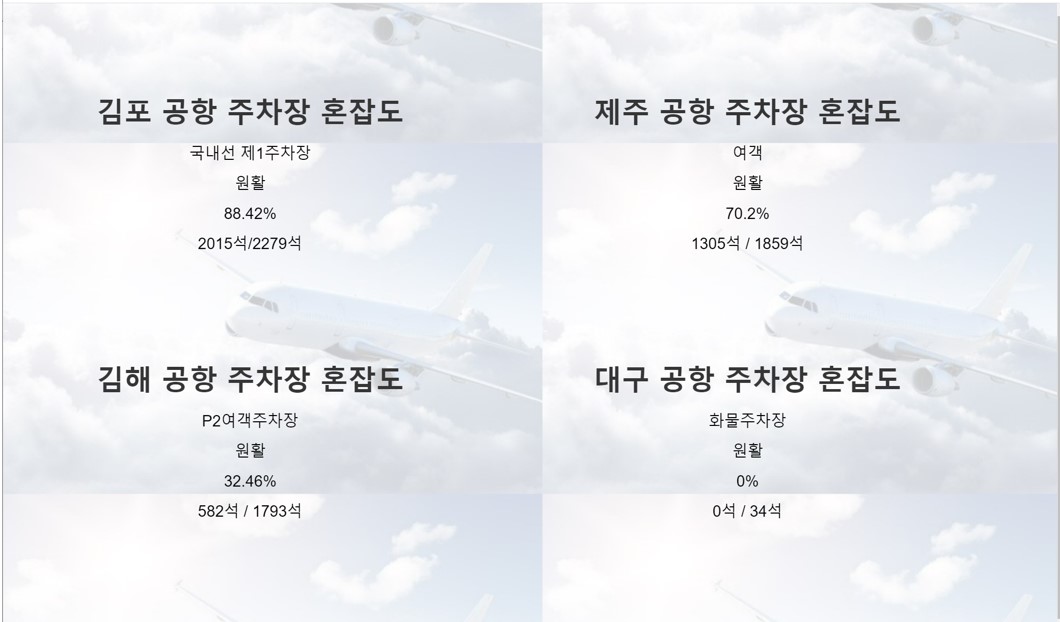 김포 공항 주차장 혼잡도
국내선 제1주차장
원활
88.42%
2015석/2279석
제주 공항 주차장 혼잡도
여객
원활
70.2%
1305석 / 1859석
김해 공항 주차장 혼잡도
P2여객주차장
원활
32.46%
582석 / 1793석
대구 공항 주차장 혼잡도
화물주차장
원활
0%
0석 / 34석